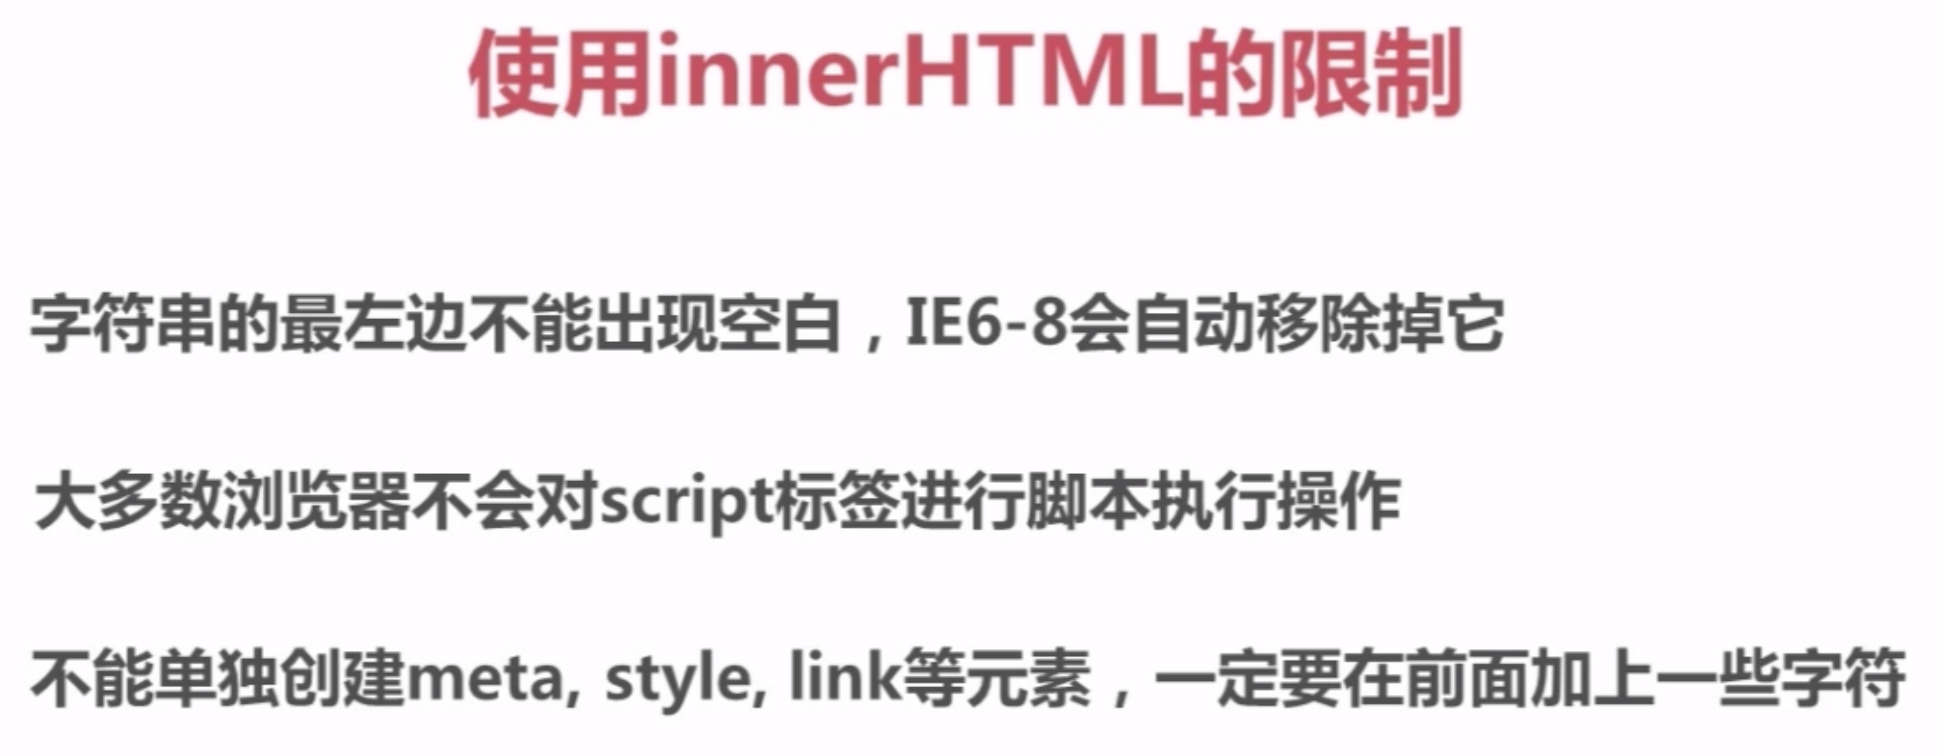 使用innerHTML的限制
字符串的最左边不能出现空白，IE6-8会自动移除掉它
大多数浏览器不会对script标签进行脚本执行操作
不能单独创建meta, style, link等元素，一定要在前面加上一些字符